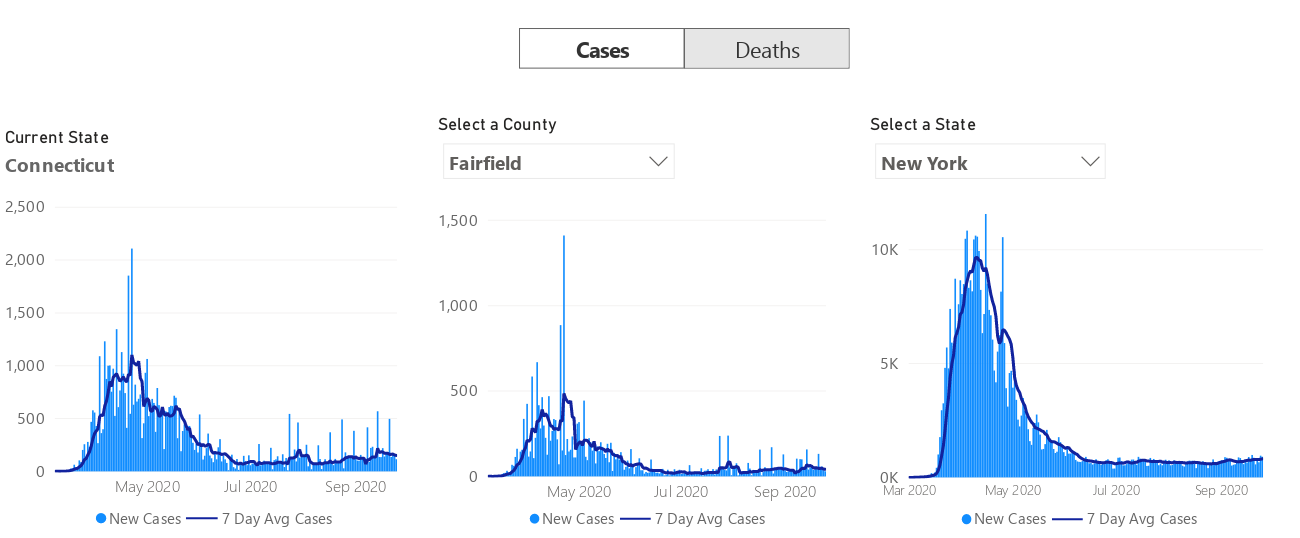 Cases Deaths
Current State
Connecticut
2,500
2,000
1,500
1,000
500
0
May 2020 Jul 2020 Sep 2020
New Cases 7 Day Avg Cases
Select a County
Fairfield
1,500
1,000
500
0
May 2020 Jul 2020 Sep 2020
New Cases 7 Day Avg Cases
Select a State
New York
10K
5K
0K
Mar 2020 May 2020 Jul 2020 Sep 2020
New Cases 7 Day Avg Cases